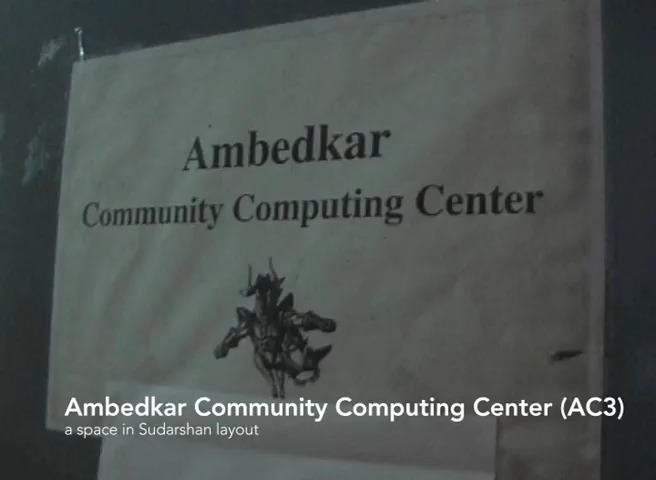 Ambedkar
Community Computing Center
Ambedkar Community Computing Center (AC3)
a space in Sudarshan layout